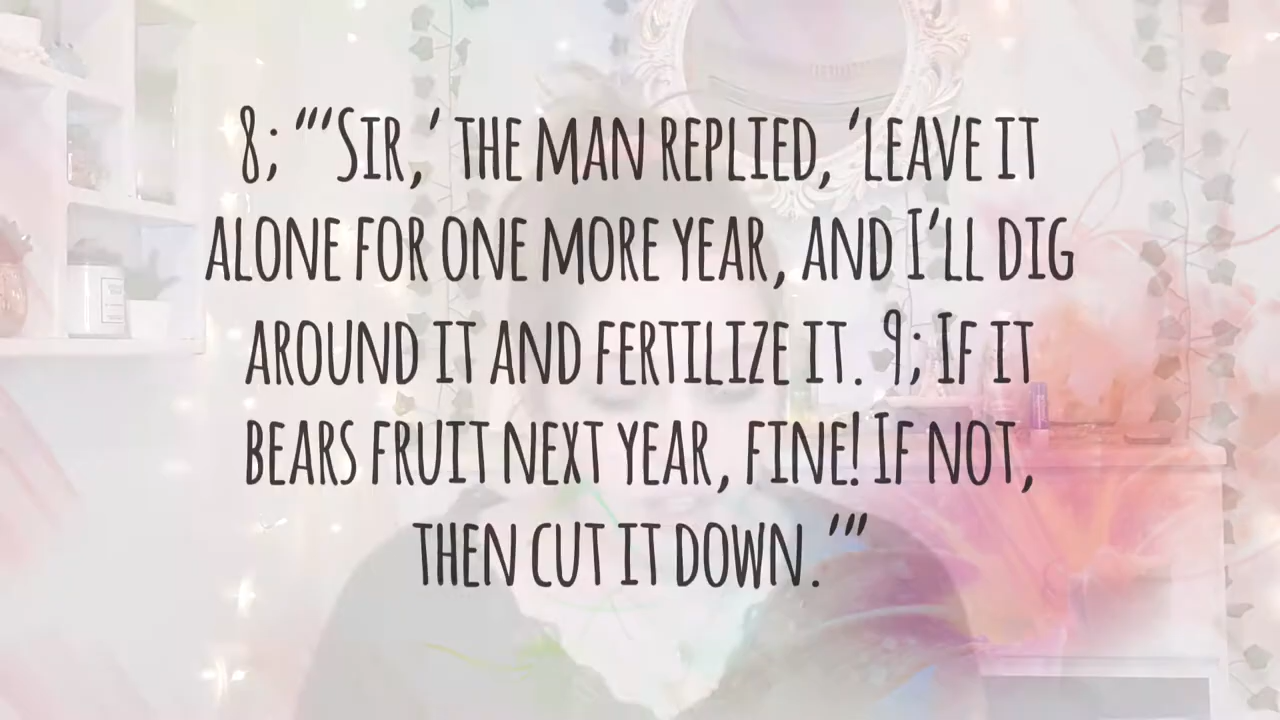 8; “‘Sir,’ the man replied, ‘leave it
alone for one more year, and I’ll dig
around it and fertilize it. 9; If it
bears fruit next year, fine! If not,
then cut it down.’”